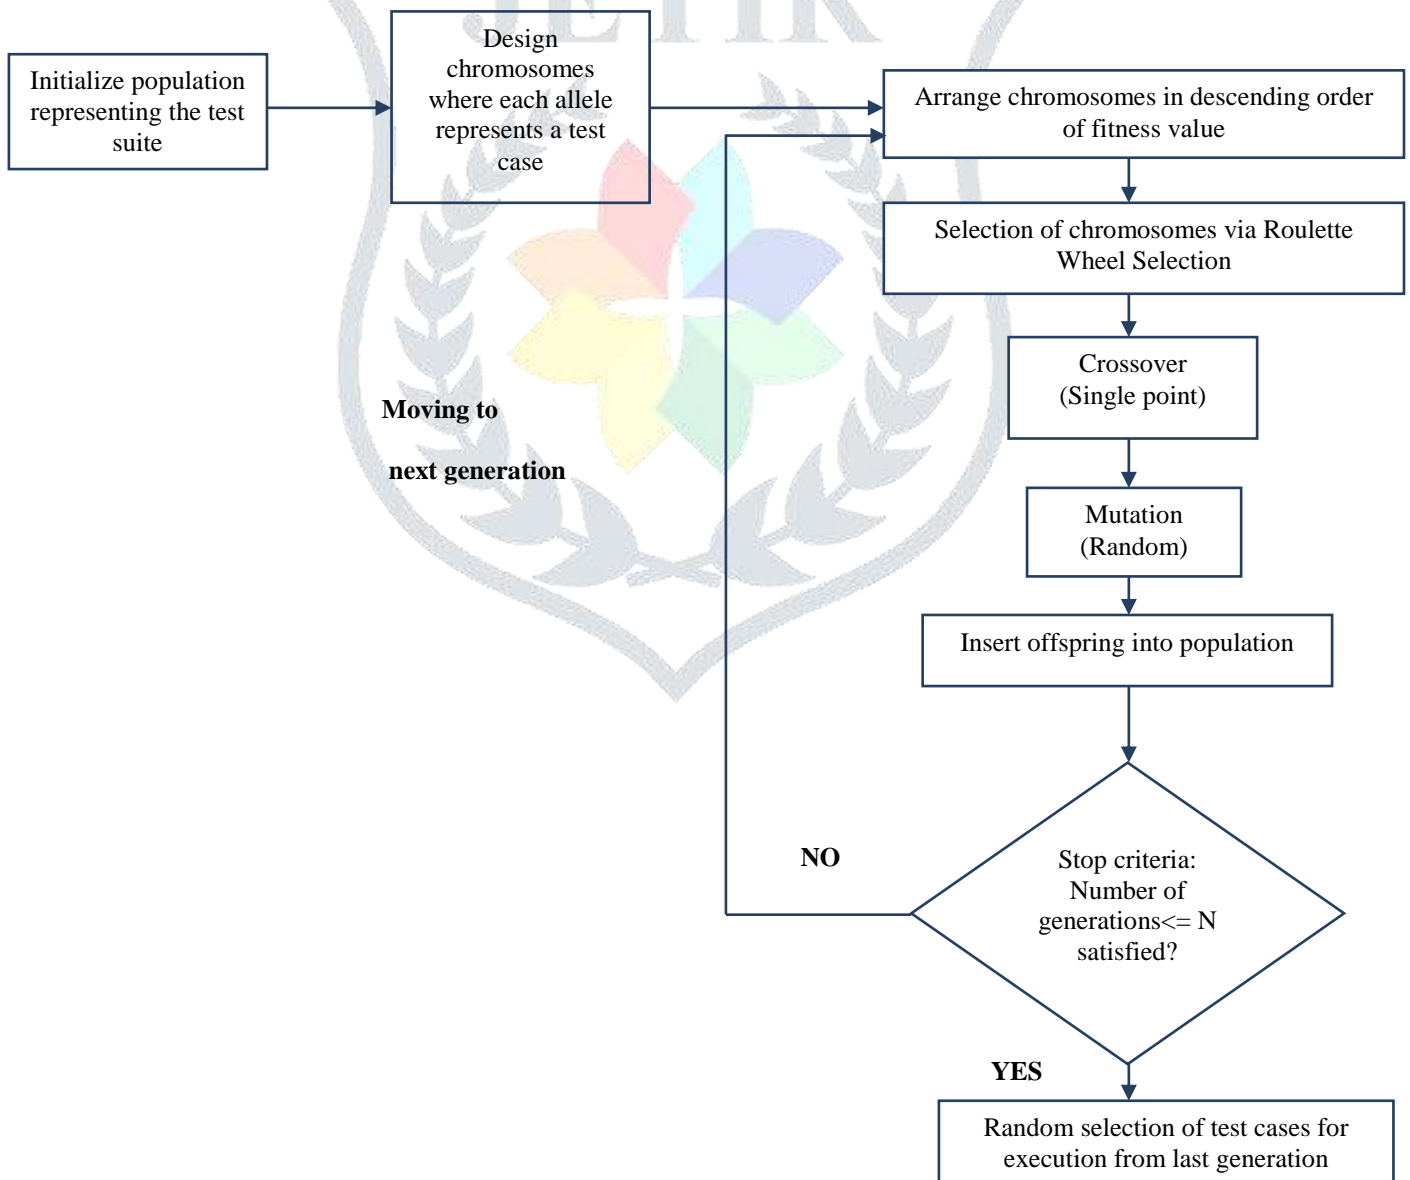 JETIR
Initialize population
representing the test
suite
Design
chromosomes
where each allele
represents a test
case
Arrange chromosomes in descending order
of fitness value
Selection of chromosomes via Roulette
Wheel Selection
Crossover
(Single point)
Moving to
next generation
Mutation
(Random)
Insert offspring into population
NO
Stop criteria:
Number of
generations<= N
satisfied?
YES
Random selection of test cases for
execution from last generation